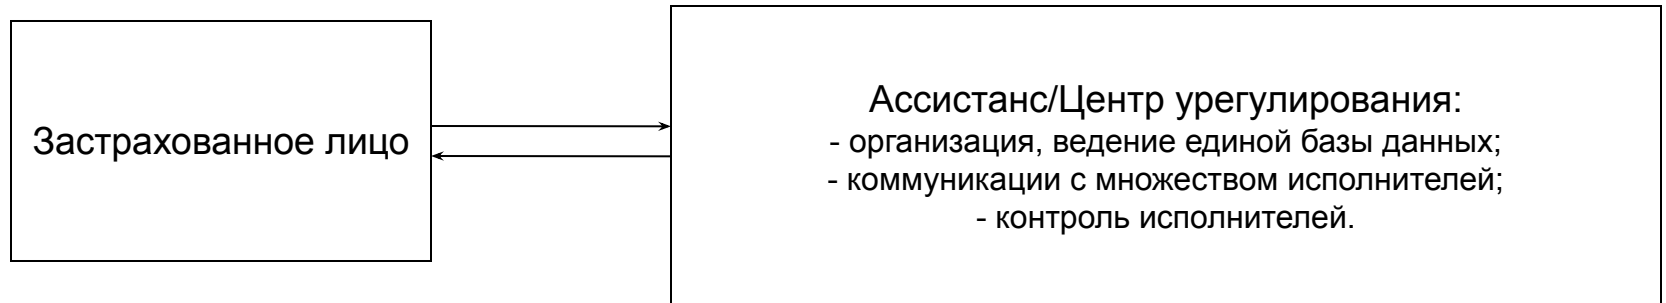 Застрахованное лицо
Ассистанс/Центр урегулирования:
- организация, ведение единой базы данных;
- коммуникации с множеством исполнителей;
- контроль исполнителей.